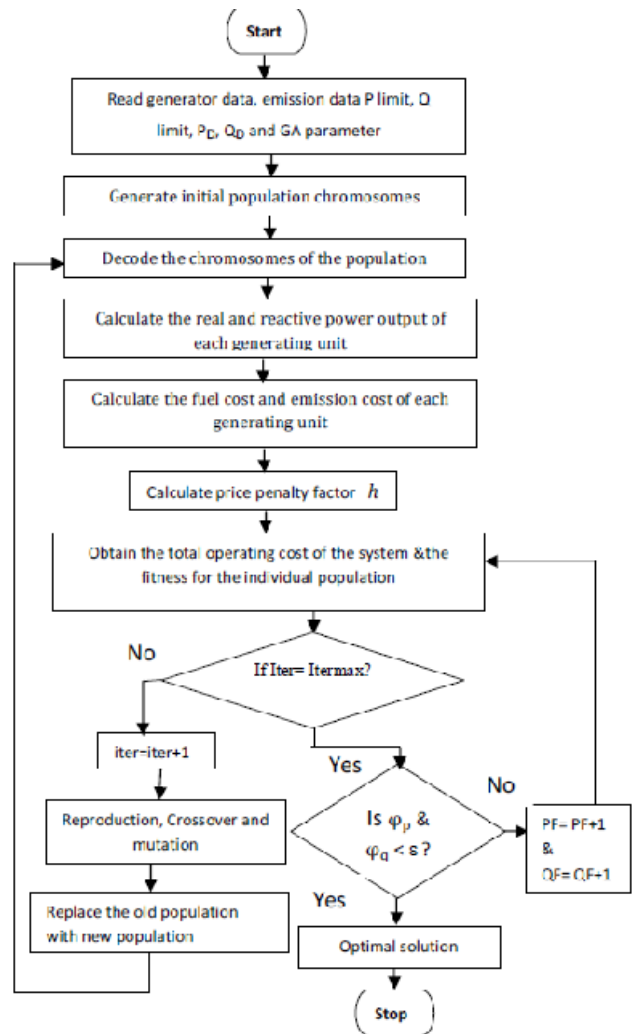 Start
Read generator data, emission data P limit, Q
limit, P_D, Q_D and GA parameter
Generate initial population chromosomes
Decode the chromosomes of the population
Calculate the real and reactive power output of
each generating unit
Calculate the fuel cost and emission cost of each
generating unit
Calculate price penalty factor h
Obtain the total operating cost of the system &the
fitness for the individual population
No
If Iter= Itermax?
iter=iter+1
Yes
No
Reproduction, Crossover and
mutation
Is φ_p &
φ_q < ε?
PF= PF+1
&
QF= QF+1
Replace the old population
with new population
Yes
Optimal solution
Stop